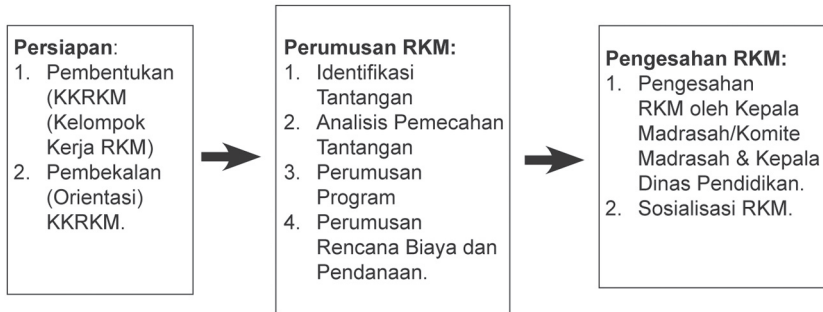 Persiapan:
1. Pembentukan
(KKRKM
(Kelompok
Kerja RKM)
2. Pembekalan
(Orientasi)
KKRKM.
Perumusan RKM:
1. Identifikasi
Tantangan
2. Analisis Pemecahan
Tantangan
3. Perumusan
Program
4. Perumusan
Rencana Biaya dan
Pendanaan.
Pengesahan RKM:
1. Pengesahan
RKM oleh Kepala
Madrasah/Komite
Madrasah & Kepala
Dinas Pendidikan.
2. Sosialisasi RKM.